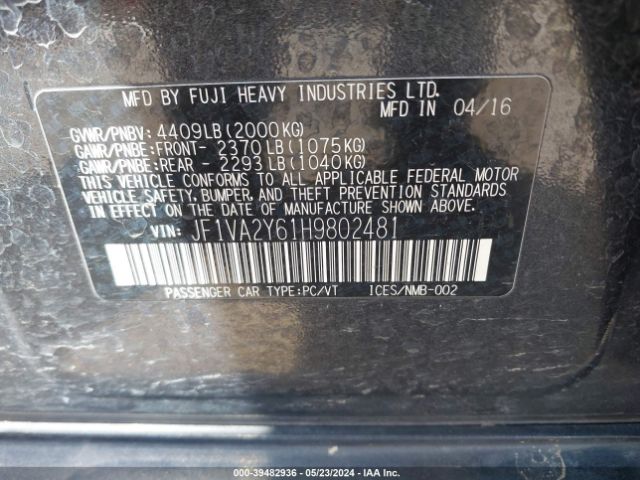 MFD BY FUJI HEAVY INDUSTRIES LTD.
MFD IN 04/16
GVWR/PNBV: 4409LB(2000KG)
GAWR/PNBE:FRONT- 2370LB(1075KG)
GAWR/PNBE:REAR - 2293LB(1040KG)
THIS VEHICLE CONFORMS TO ALL APPLICABLE FEDERAL MOTOR
VEHICLE SAFETY, BUMPER, AND THEFT PREVENTION STANDARDS
IN EFFECT ON THE DATE OF MANUFACTURE SHOWN ABOVE.
VIN: JF1VA2Y61H9802481
PASSENGER CAR TYPE:PC/VT ICES/NMB-002
000-39482936 - 05/23/2024 - IAA Inc.